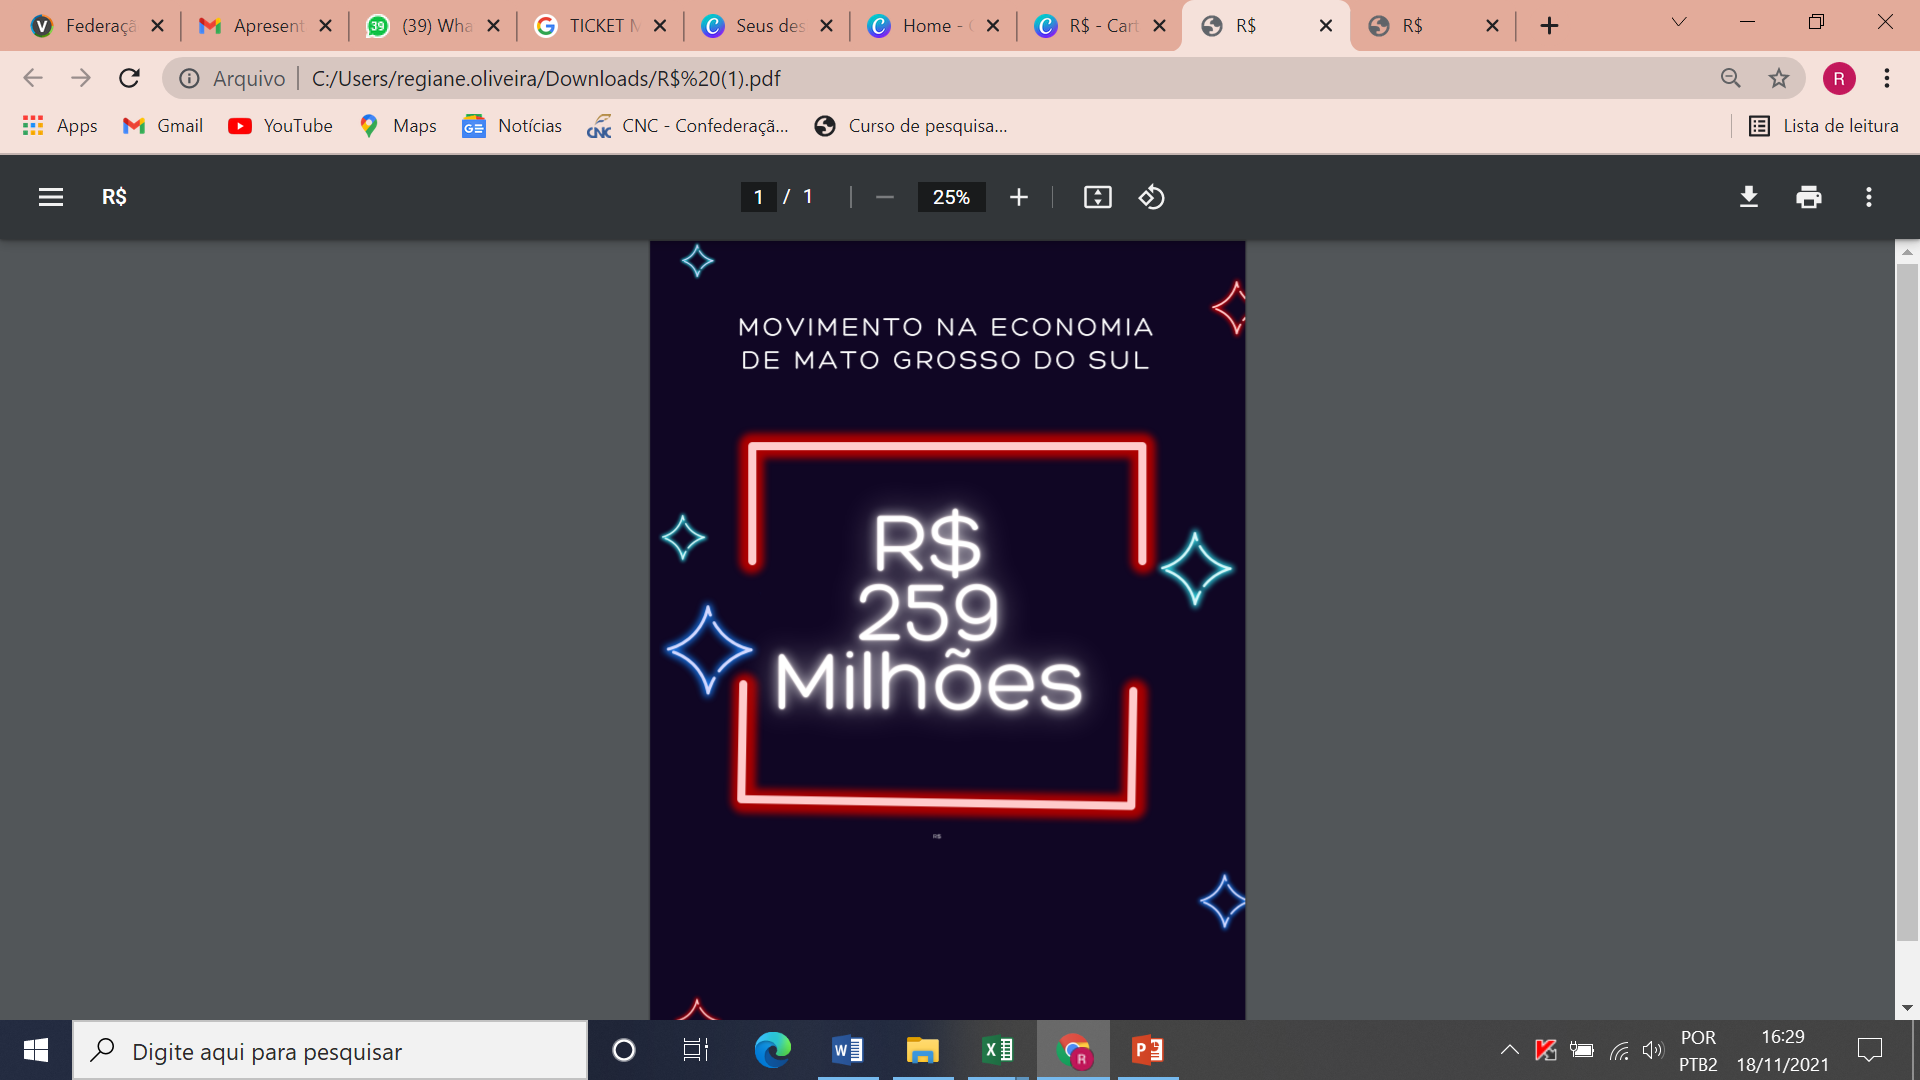 Federaçã
Apresent
(39) Wha
TICKET M
Seus des
Home - C
R$ - Cart
R$
R$
Arquivo
C:/Users/regiane.oliveira/Downloads/R$%20(1).pdf
R
Apps
Gmail
YouTube
Maps
Notícias
CNC - Confederaçã...
Curso de pesquisa...
Lista de leitura
R$
1 / 1
25%
MOVIMENTO NA ECONOMIA
DE MATO GROSSO DO SUL
R$
259
Milhões
R$
Digite aqui para pesquisar
POR
PTB2
16:29
18/11/2021